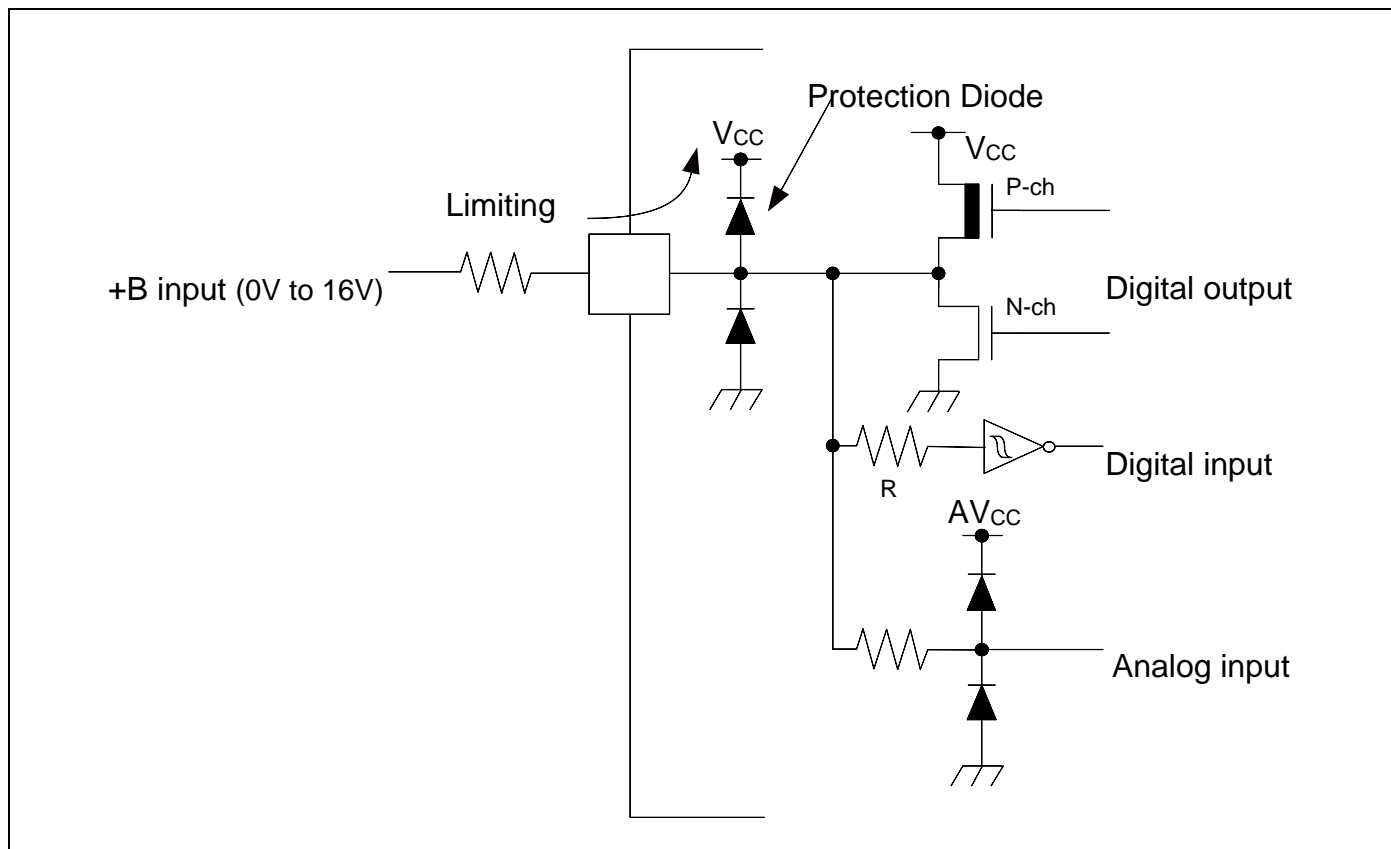 Protection Diode
VCC
VCC
P-ch
Limiting
+B input (0V to 16V)
Digital output
N-ch
Digital input
R
AVCC
Analog input